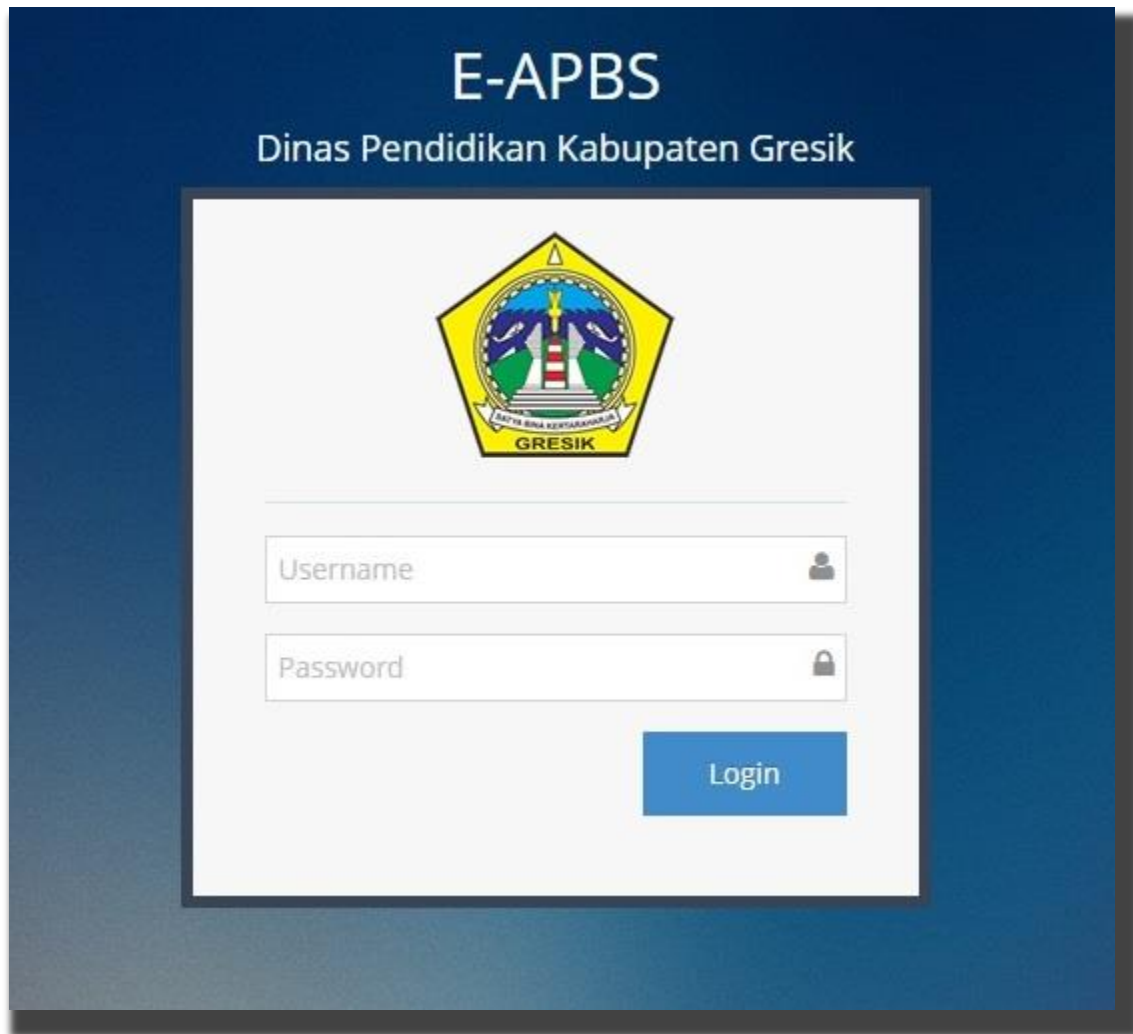 E-APBS
Dinas Pendidikan Kabupaten Gresik
SATYA BINA KERTARAHARJA
GRESIK
Username
Password
Login